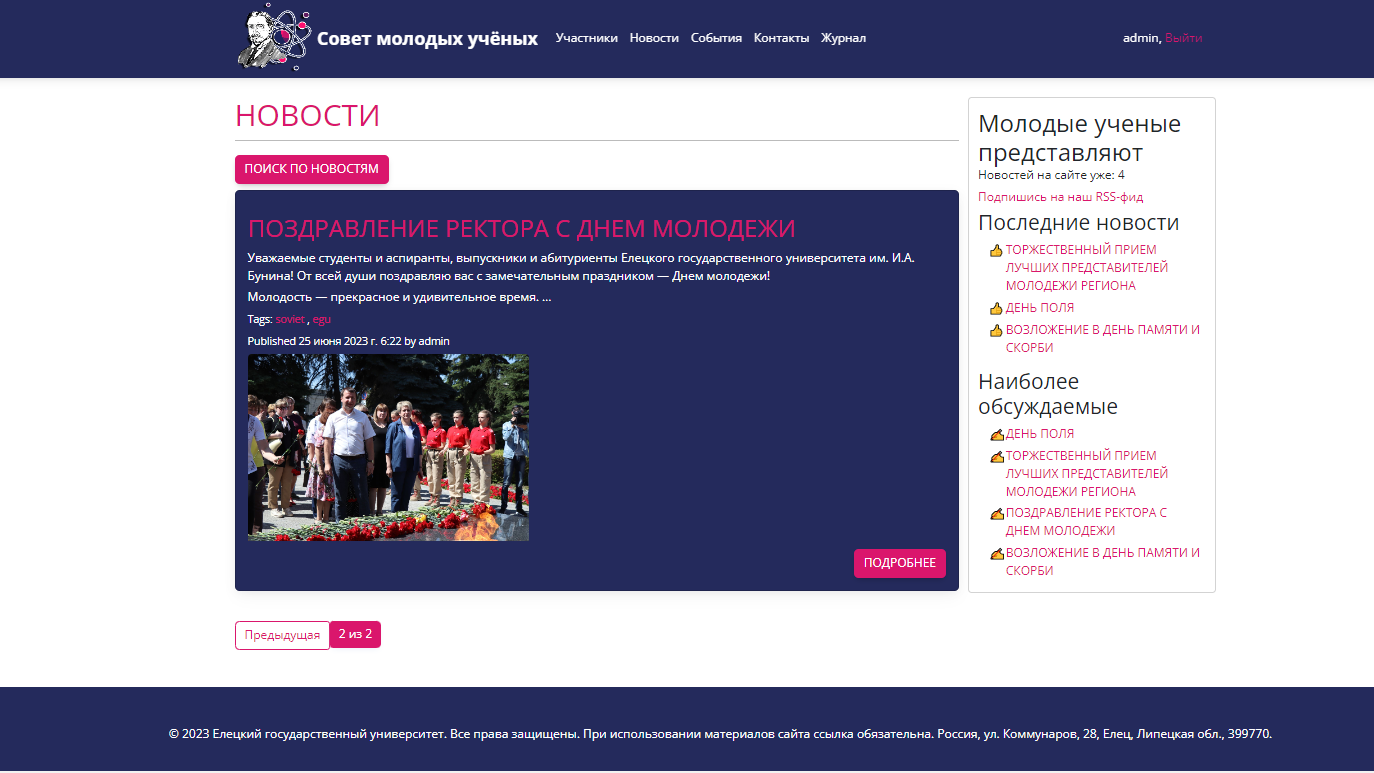 Совет молодых учёных
Участники Новости События Контакты Журнал
admin, Выйти
НОВОСТИ
ПОИСК ПО НОВОСТЯМ
ПОЗДРАВЛЕНИЕ РЕКТОРА С ДНЕМ МОЛОДЕЖИ
Уважаемые студенты и аспиранты, выпускники и абитуриенты Елецкого государственного университета им. И.А.
Бунина! От всей души поздравляю вас с замечательным праздником — Днем молодежи!
Молодость — прекрасное и удивительное время. ...
Tags: soviet , egu
Published 25 июня 2023 г. 6:22 by admin
ПОДРОБНЕЕ
Предыдущая 2 из 2
Молодые ученые
представляют
Новостей на сайте уже: 4
Подпишись на наш RSS-фид
Последние новости
ТОРЖЕСТВЕННЫЙ ПРИЕМ
ЛУЧШИХ ПРЕДСТАВИТЕЛЕЙ
МОЛОДЕЖИ РЕГИОНА
ДЕНЬ ПОЛЯ
ВОЗЛОЖЕНИЕ В ДЕНЬ ПАМЯТИ И
СКОРБИ
Наиболее
обсуждаемые
ДЕНЬ ПОЛЯ
ТОРЖЕСТВЕННЫЙ ПРИЕМ
ЛУЧШИХ ПРЕДСТАВИТЕЛЕЙ
МОЛОДЕЖИ РЕГИОНА
ПОЗДРАВЛЕНИЕ РЕКТОРА С
ДНЕМ МОЛОДЕЖИ
ВОЗЛОЖЕНИЕ В ДЕНЬ ПАМЯТИ И
СКОРБИ
© 2023 Елецкий государственный университет. Все права защищены. При использовании материалов сайта ссылка обязательна. Россия, ул. Коммунаров, 28, Елец, Липецкая обл., 399770.